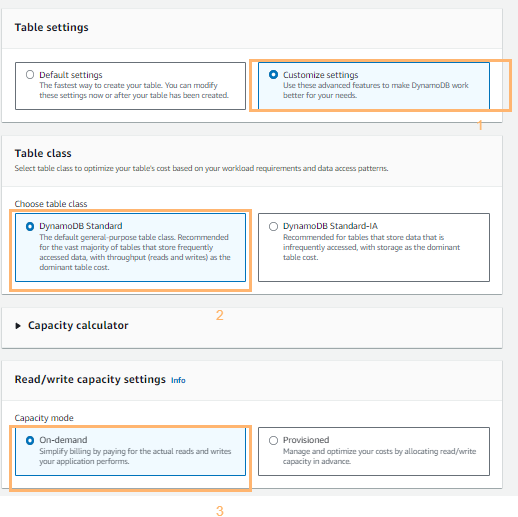 Table settings
Default settings
The fastest way to create your table. You can modify
these settings now or after your table has been created.
Customize settings
Use these advanced features to make DynamoDB work
better for your needs.
1
Table class
Select table class to optimize your table's cost based on your workload requirements and data access patterns.
Choose table class
DynamoDB Standard
The default general-purpose table class. Recommended
for the vast majority of tables that store frequently
accessed data, with throughput (reads and writes) as the
dominant table cost.
DynamoDB Standard-IA
Recommended for tables that store data that is
infrequently accessed, with storage as the dominant
table cost.
2
Capacity calculator
Read/write capacity settings Info
Capacity mode
On-demand
Simplify billing by paying for the actual reads and writes
your application performs.
Provisioned
Manage and optimize your costs by allocating read/write
capacity in advance.
3